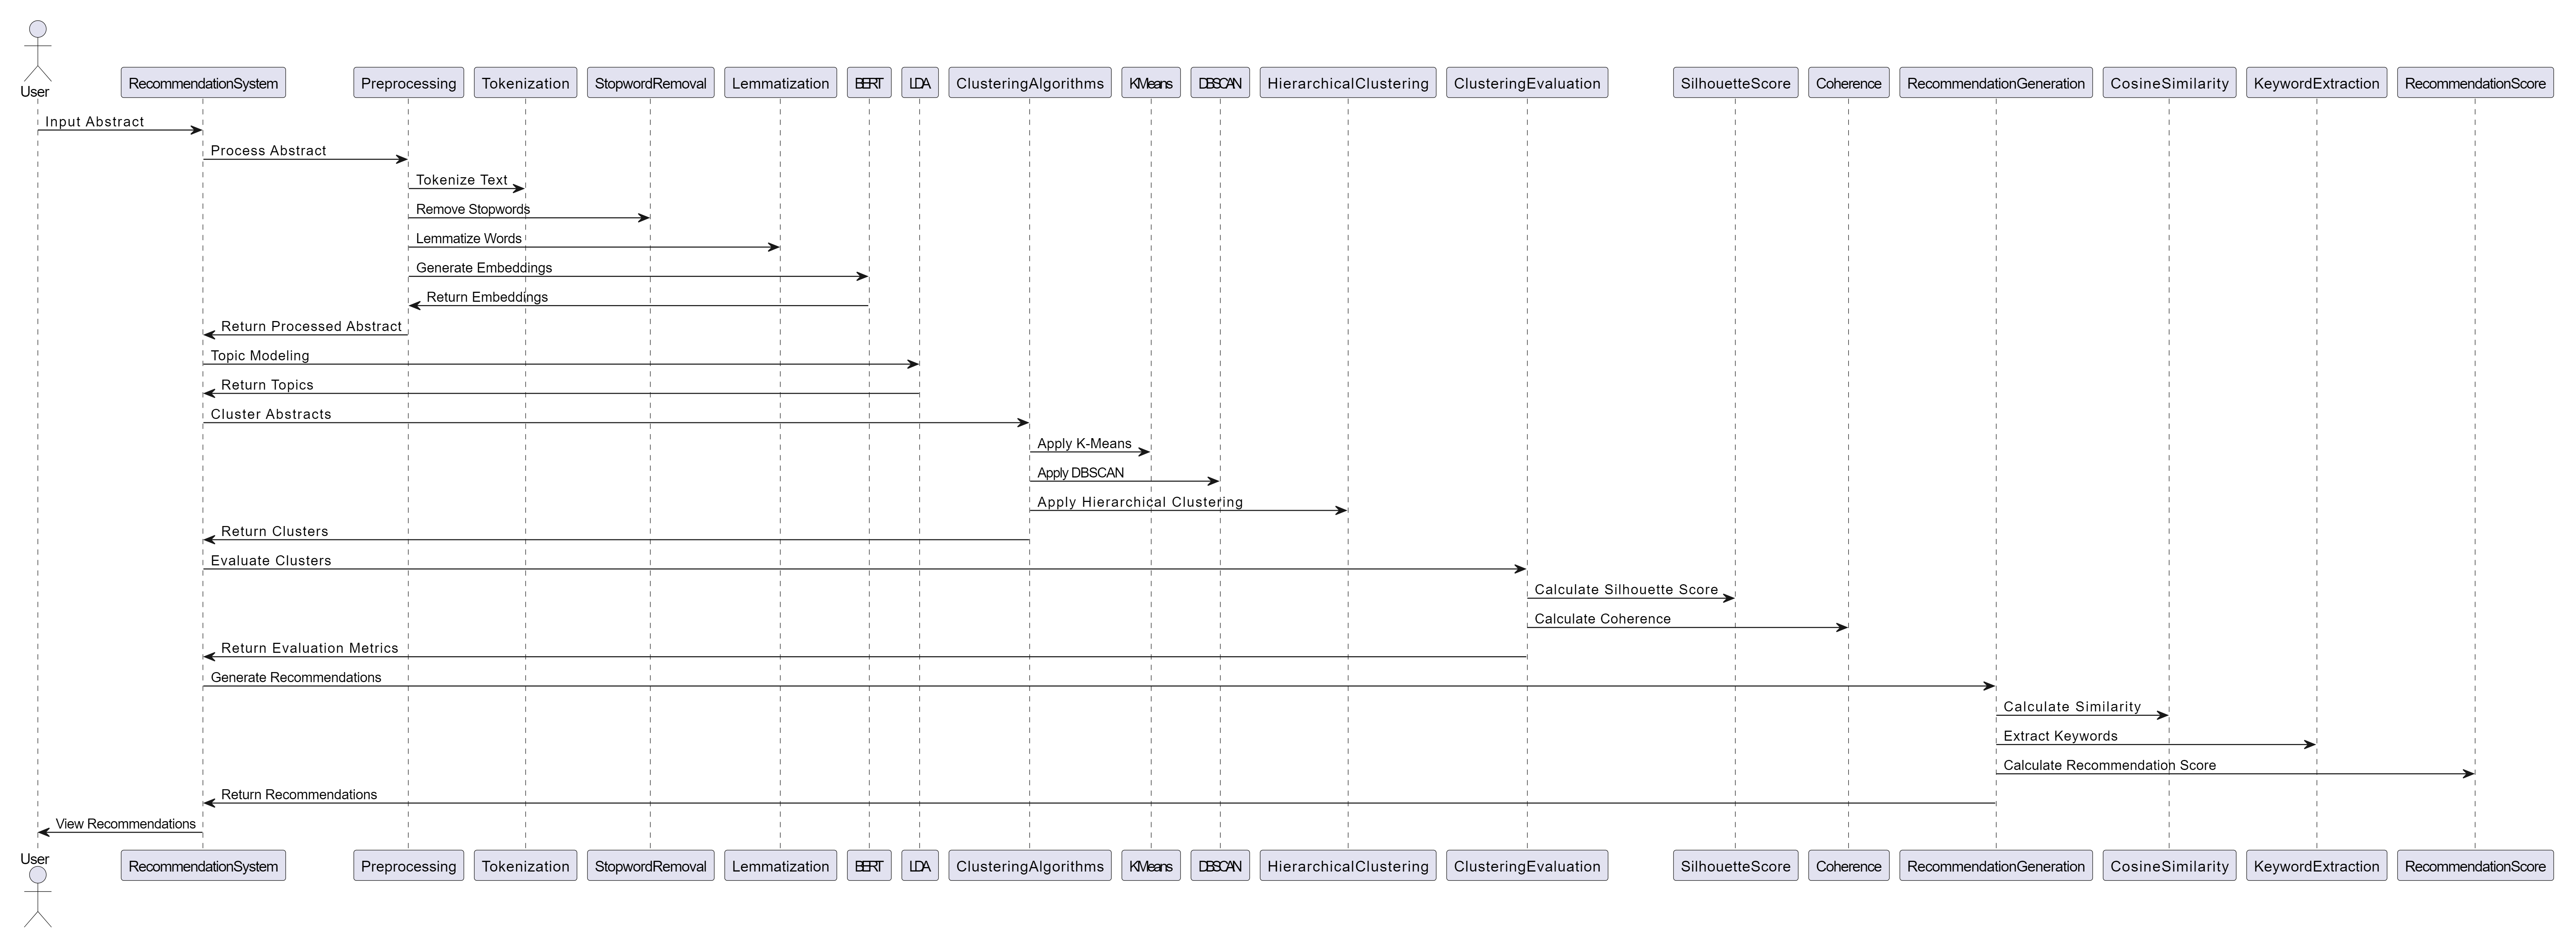 User
RecommendationSystem
Preprocessing
Tokenization
StopwordRemoval
Lemmatization
BERT
LDA
ClusteringAlgorithms
KMeans
DBSCAN
HierarchicalClustering
ClusteringEvaluation
SilhouetteScore
Coherence
RecommendationGeneration
CosineSimilarity
KeywordExtraction
RecommendationScore
Input Abstract
Process Abstract
Tokenize Text
Remove Stopwords
Lemmatize Words
Generate Embeddings
Return Embeddings
Return Processed Abstract
Topic Modeling
Return Topics
Cluster Abstracts
Apply K-Means
Apply DBSCAN
Apply Hierarchical Clustering
Return Clusters
Evaluate Clusters
Calculate Silhouette Score
Calculate Coherence
Return Evaluation Metrics
Generate Recommendations
Calculate Similarity
Extract Keywords
Calculate Recommendation Score
Return Recommendations
View Recommendations
User
RecommendationSystem
Preprocessing
Tokenization
StopwordRemoval
Lemmatization
BERT
LDA
ClusteringAlgorithms
KMeans
DBSCAN
HierarchicalClustering
ClusteringEvaluation
SilhouetteScore
Coherence
RecommendationGeneration
CosineSimilarity
KeywordExtraction
RecommendationScore